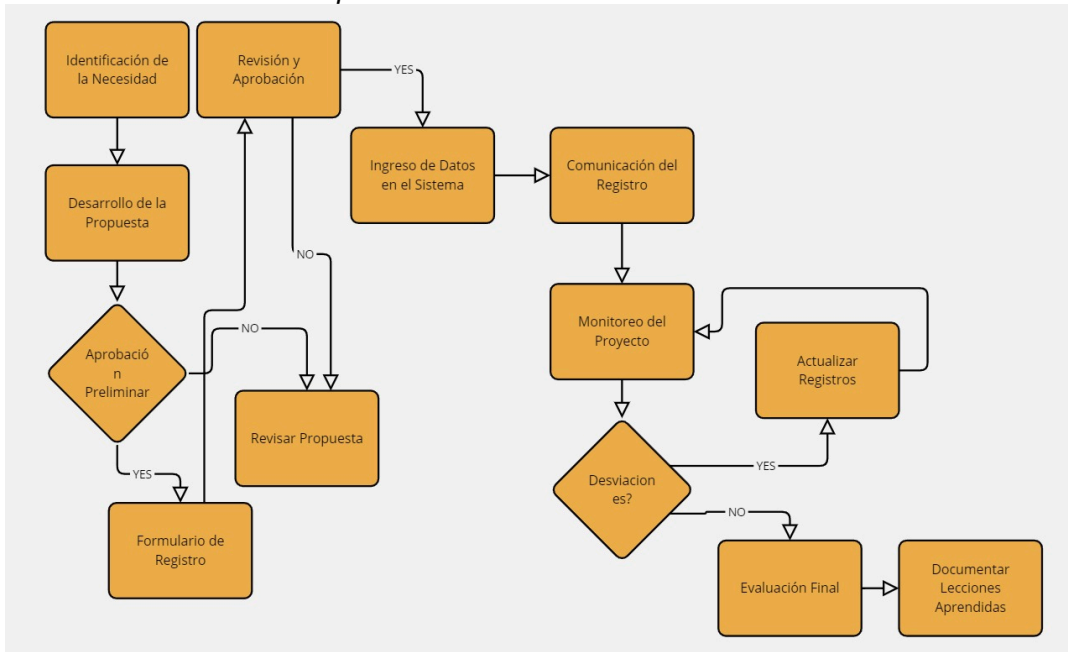 Identificación de
la Necesidad
Revisión y
Aprobación
YES
Ingreso de Datos
en el Sistema
Comunicación del
Registro
Desarrollo de la
Propuesta
NO
Aprobació
n
Preliminar
NO
Monitoreo del
Proyecto
Actualizar
Registros
Revisar Propuesta
YES
Desviacion
es?
YES
NO
Formulario de
Registro
Evaluación Final
Documentar
Lecciones
Aprendidas